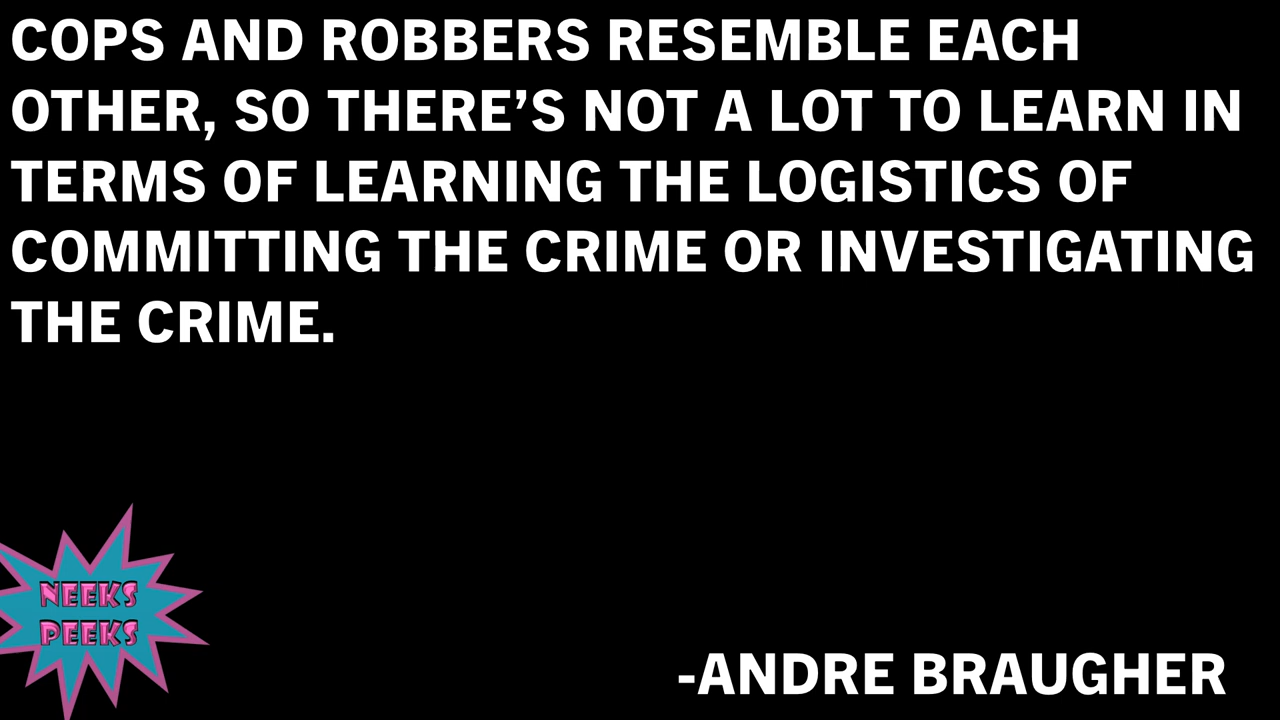 COPS AND ROBBERS RESEMBLE EACH
OTHER, SO THERE’S NOT A LOT TO LEARN IN
TERMS OF LEARNING THE LOGISTICS OF
COMMITTING THE CRIME OR INVESTIGATING
THE CRIME.
NEEKS
PEEKS
-ANDRE BRAUGHER